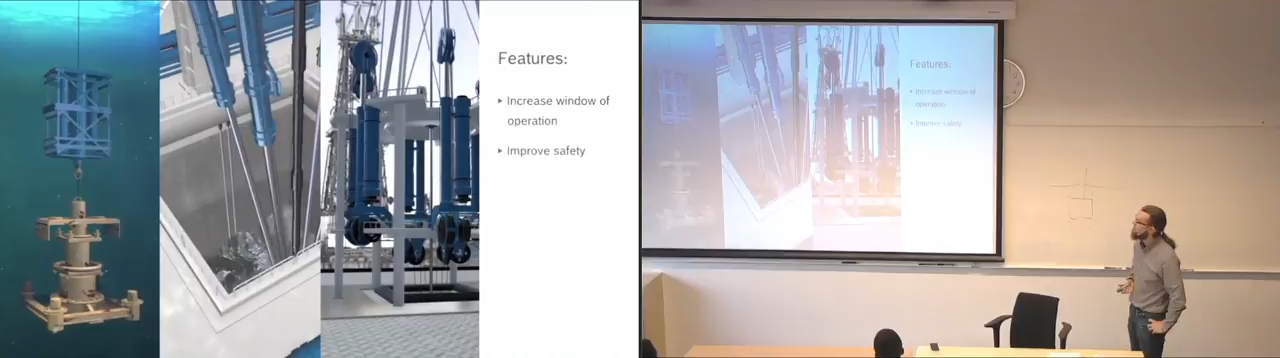 Features:
▸ Increase window of
operation
▸ Improve safety
Features:
▸ Increase window of
operation
▸ Improve safety